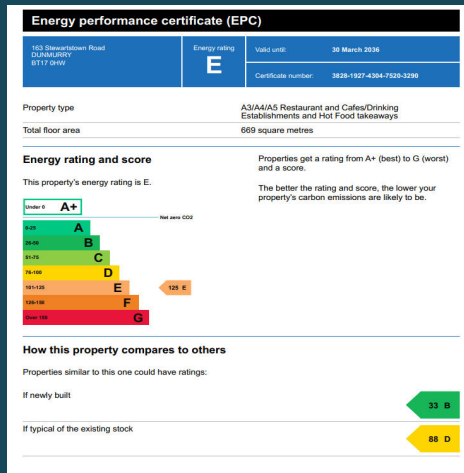 Energy performance certificate (EPC)
163 Stewartstown Road
DUNMURRY
BT17 0HW
Energy rating
E
Valid until: 30 March 2036
Certificate number: 3828-1927-4304-7520-3290
Property type
A3/A4/A5 Restaurant and Cafes/Drinking
Establishments and Hot Food takeaways
Total floor area
669 square metres
Energy rating and score
This property's energy rating is E.
Properties get a rating from A+ (best) to G (worst)
and a score.
The better the rating and score, the lower your
property's carbon emissions are likely to be.
Under 0 A+
Net zero CO2
0-25 A
26-50 B
51-75 C
76-100 D
101-125 E
125 E
126-150 F
Over 150 G
How this property compares to others
Properties similar to this one could have ratings:
If newly built
33 B
If typical of the existing stock
88 D